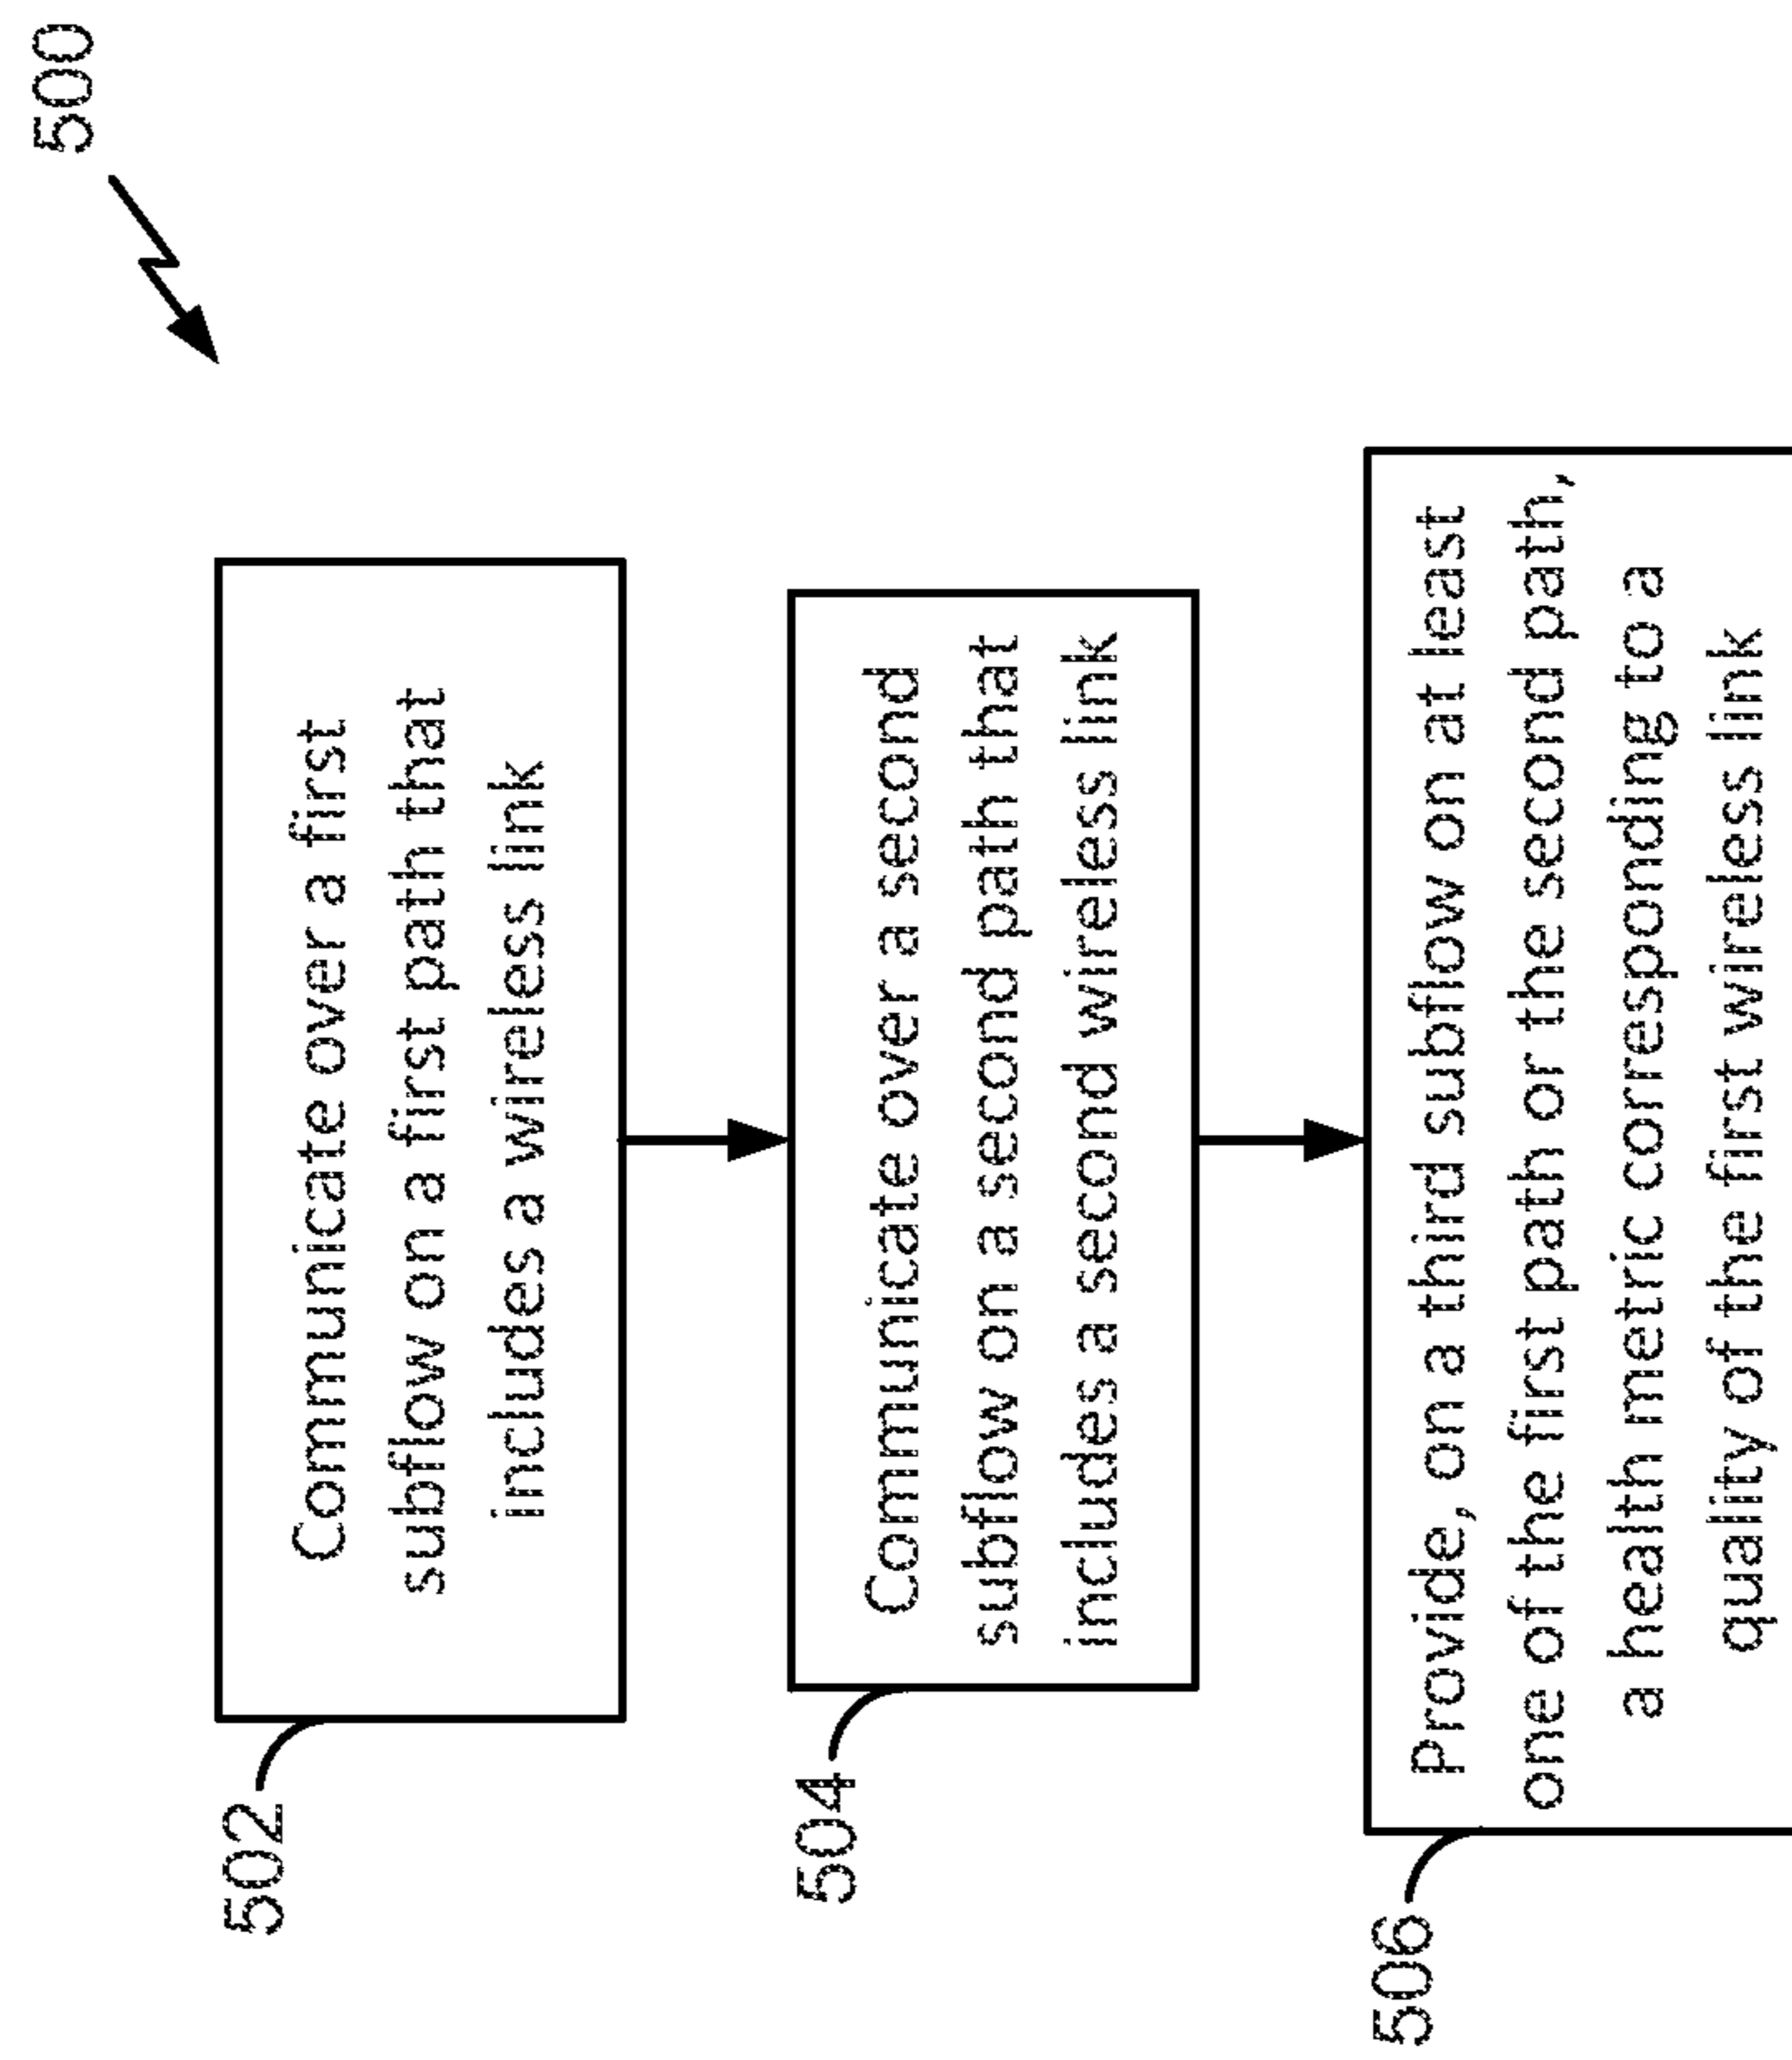 500
502
Communicate over a first
subflow on a first path that
includes a wireless link
504
Communicate over a second
subflow on a second path that
includes a second wireless link
506
Provide, on a third subflow on at least
one of the first path or the second path,
a health metric corresponding to a
quality of the first wireless link